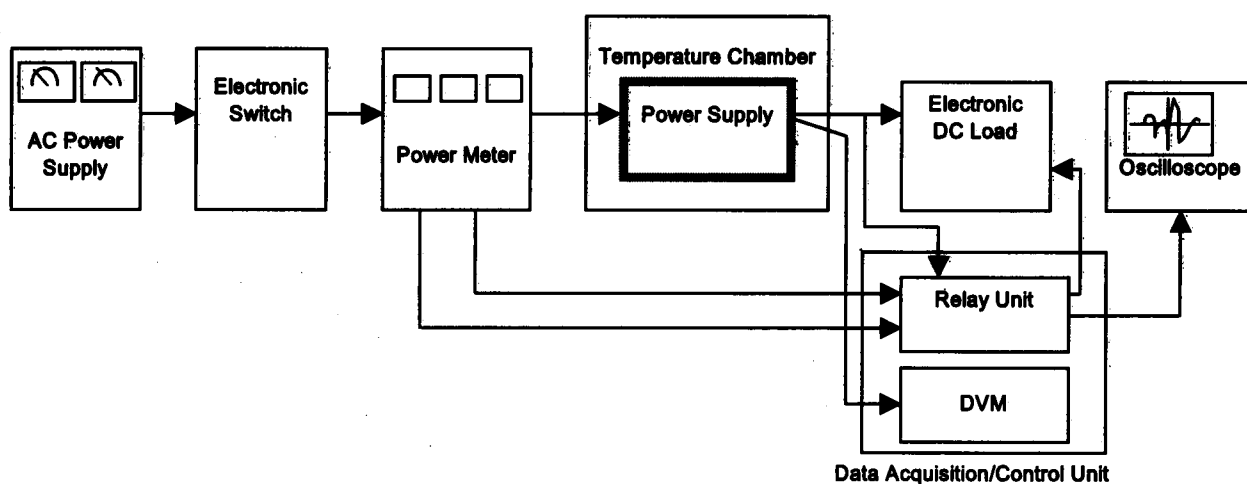 AC Power
Supply
Electronic
Switch
Power Meter
Temperature Chamber
Power Supply
Electronic
DC Load
Oscilloscope
Relay Unit
DVM
Data Acquisition/Control Unit